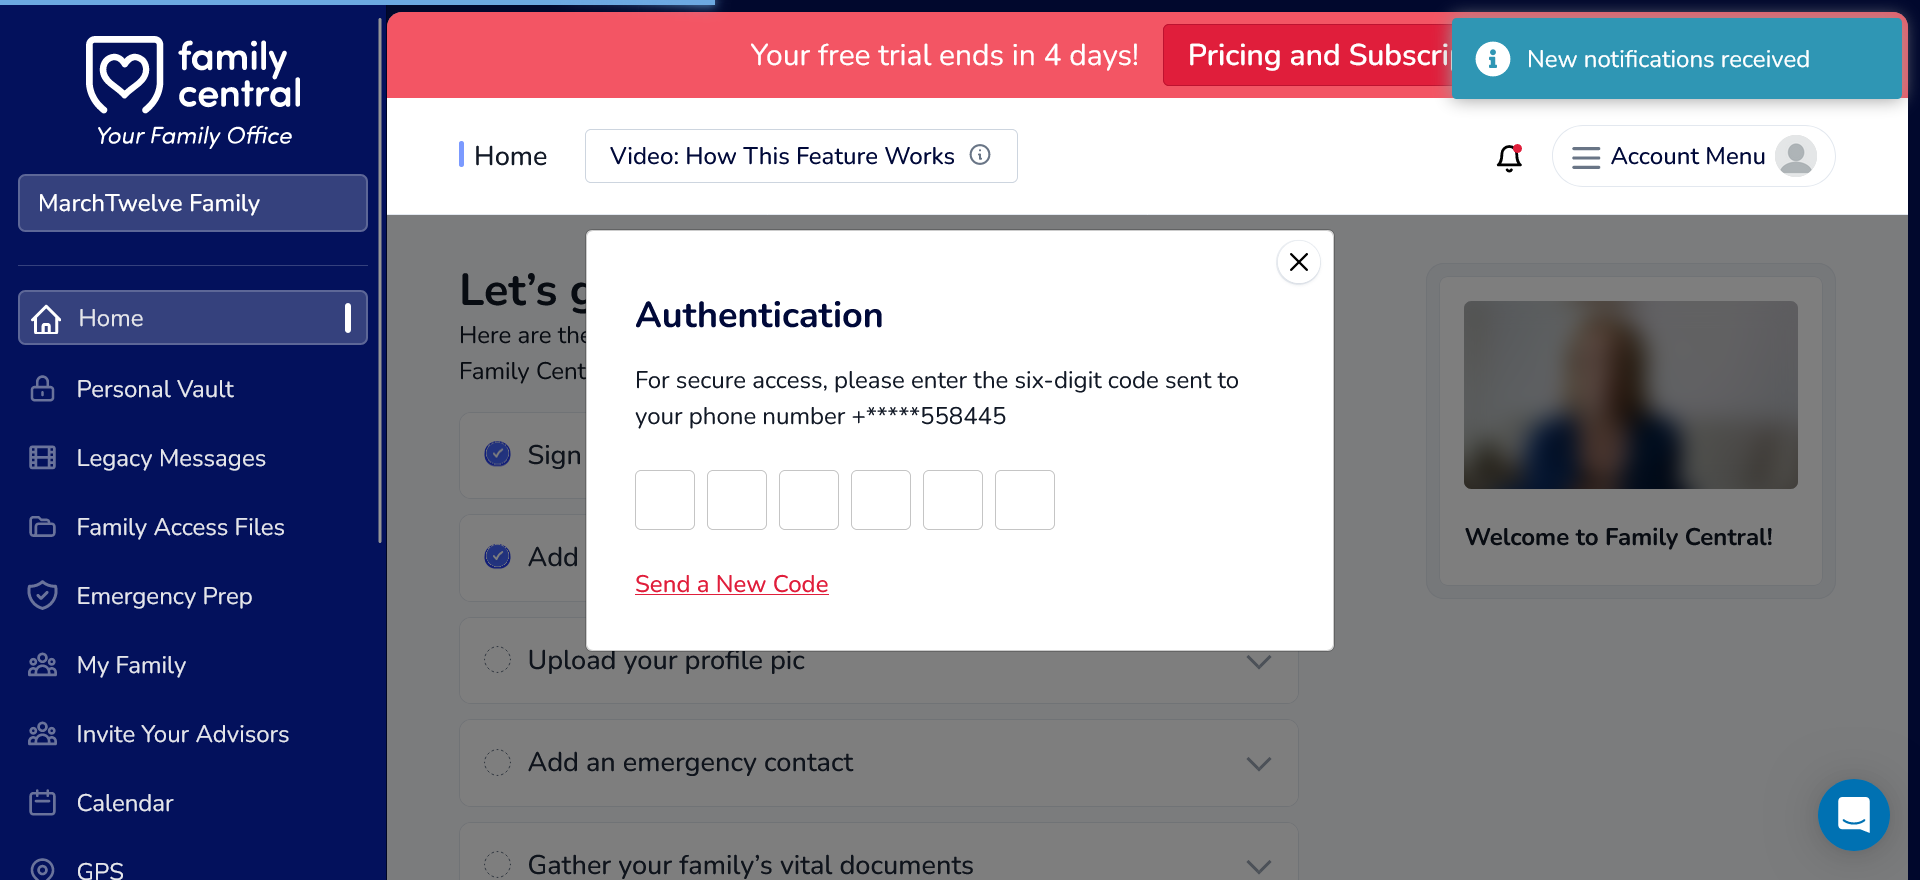 family
central
Your Family Office
MarchTwelve Family
Home
Personal Vault
Legacy Messages
Family Access Files
Emergency Prep
My Family
Invite Your Advisors
Calendar
GPS
Your free trial ends in 4 days!
Pricing and Subscri
New notifications received
Home
Video: How This Feature Works
Account Menu
Let's g
Here are the
Family Cent
Sign
Add
Authentication
For secure access, please enter the six-digit code sent to
your phone number +*****558445
Send a New Code
Upload your profile pic
Add an emergency contact
Gather your family's vital documents
Welcome to Family Central!